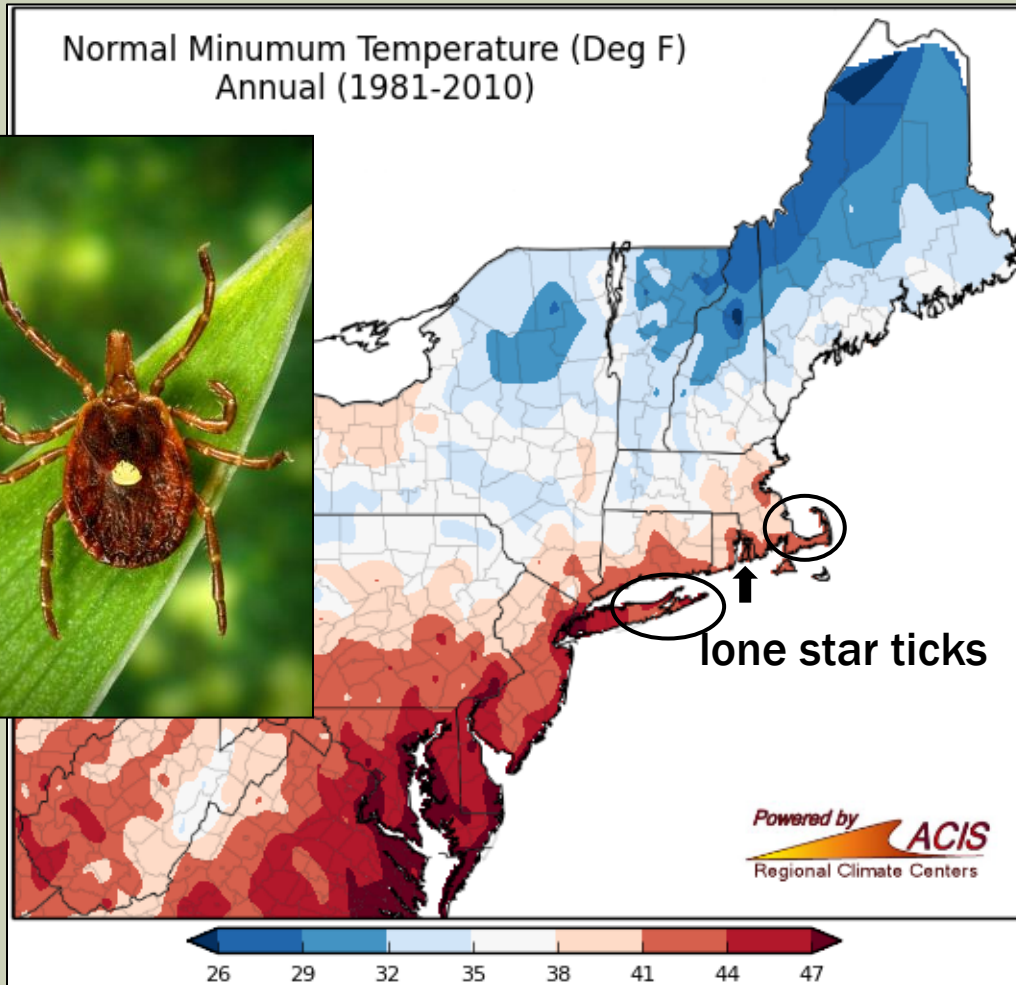 Normal Minumum Temperature (Deg F)
Annual (1981-2010)
lone star ticks
Powered by
ACIS
Regional Climate Centers
26 29 32 35 38 41 44 47